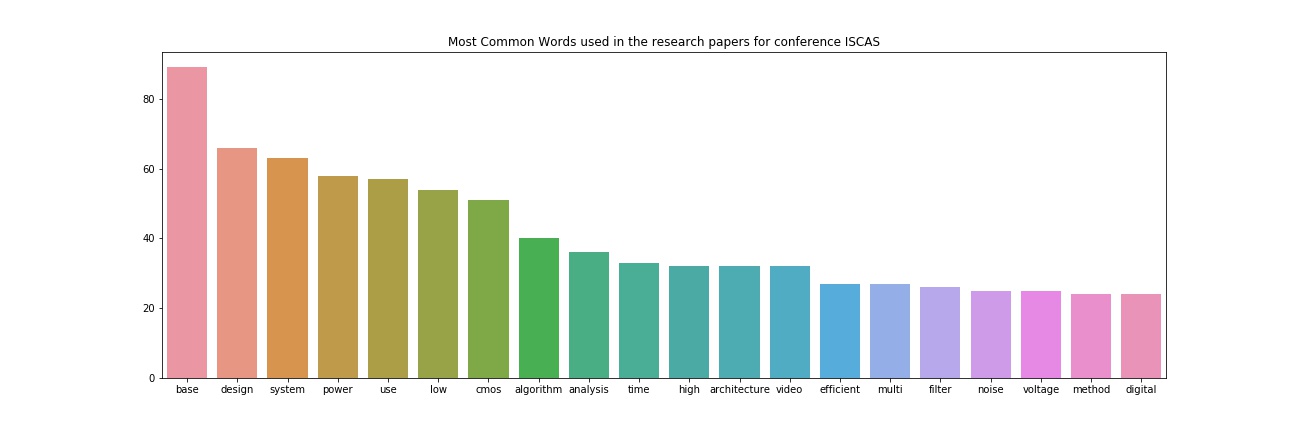 Most Common Words used in the research papers for conference ISCAS
80
60
40
20
0
base design system power use low cmos algorithm analysis time high architecture video efficient multi filter noise voltage method digital